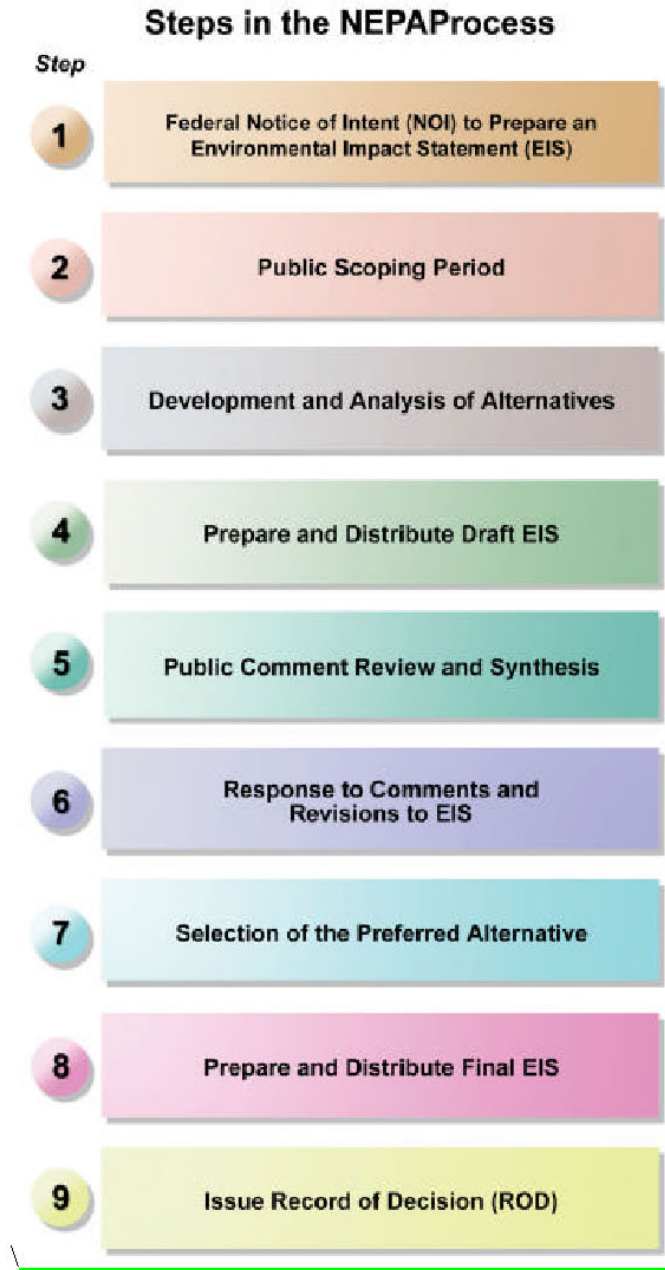 Steps in the NEPAProcess
Step
1
Federal Notice of Intent (NOI) to Prepare an
Environmental Impact Statement (EIS)
2
Public Scoping Period
3
Development and Analysis of Alternatives
4
Prepare and Distribute Draft EIS
5
Public Comment Review and Synthesis
6
Response to Comments and
Revisions to EIS
7
Selection of the Preferred Alternative
8
Prepare and Distribute Final EIS
9
Issue Record of Decision (ROD)